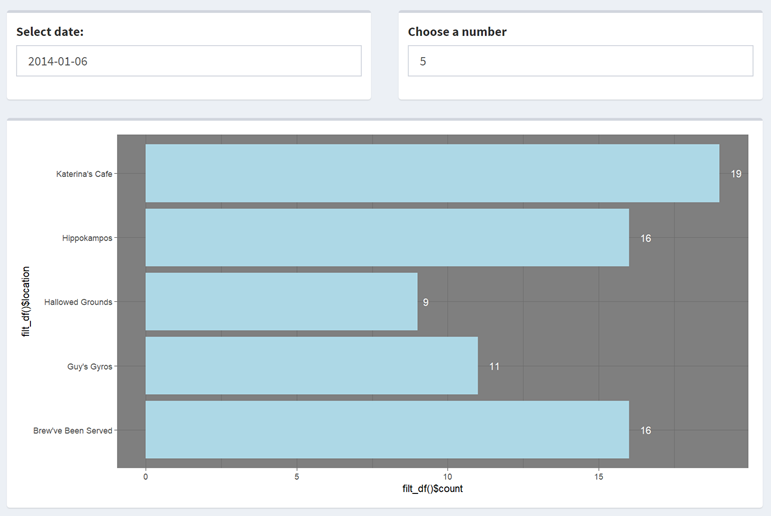 Select date:
2014-01-06
Choose a number
5
Katerina's Cafe
19
Hippokampos
16
Hallowed Grounds
9
Guy's Gyros
11
Brew've Been Served
16
filt_df()$location
0 5 10 15
filt_df()$count